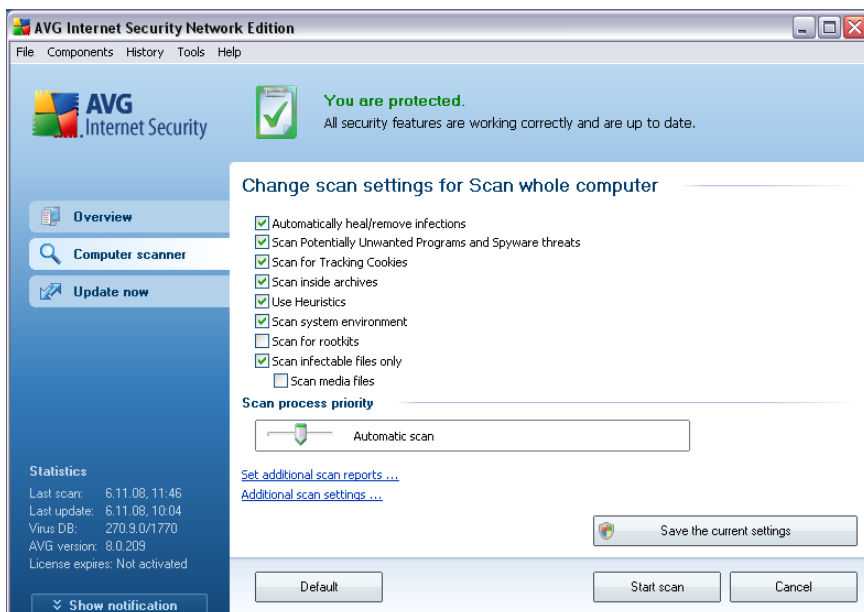 AVG Internet Security Network Edition
File Components History Tools Help
AVG
Internet Security
You are protected.
All security features are working correctly and are up to date.
Overview
Computer scanner
Update now
Change scan settings for Scan whole computer
Automatically heal/remove infections
Scan Potentially Unwanted Programs and Spyware threats
Scan for Tracking Cookies
Scan inside archives
Use Heuristics
Scan system environment
Scan for rootkits
Scan infectable files only
Scan media files
Scan process priority
Automatic scan
Set additional scan reports ...
Additional scan settings ...
Save the current settings
Default
Start scan
Cancel
Statistics
Last scan: 6.11.08, 11:46
Last update: 6.11.08, 10:04
Virus DB: 270.9.0/1770
AVG version: 8.0.209
License expires: Not activated
Show notification